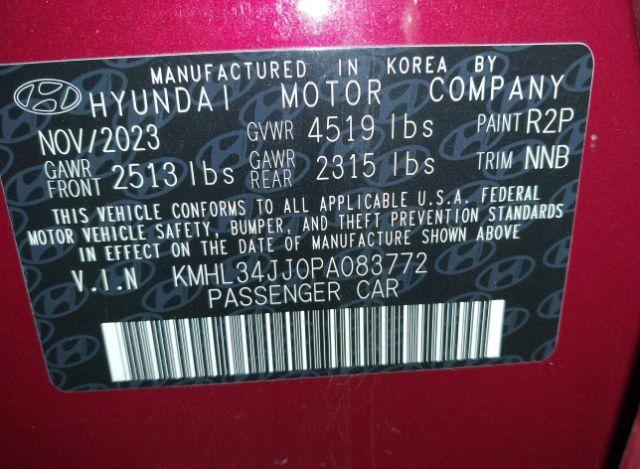 MANUFACTURED IN KOREA BY
HYUNDAI MOTOR COMPANY
NOV/2023 GVWR 4519 lbs PAINT R2P
GAWR FRONT 2513 lbs GAWR REAR 2315 lbs TRIM NNB
THIS VEHICLE CONFORMS TO ALL APPLICABLE U.S.A. FEDERAL
MOTOR VEHICLE SAFETY, BUMPER, AND THEFT PREVENTION STANDARDS
IN EFFECT ON THE DATE OF MANUFACTURE SHOWN ABOVE
V.I.N KMHL34JJ0PA083772
PASSENGER CAR